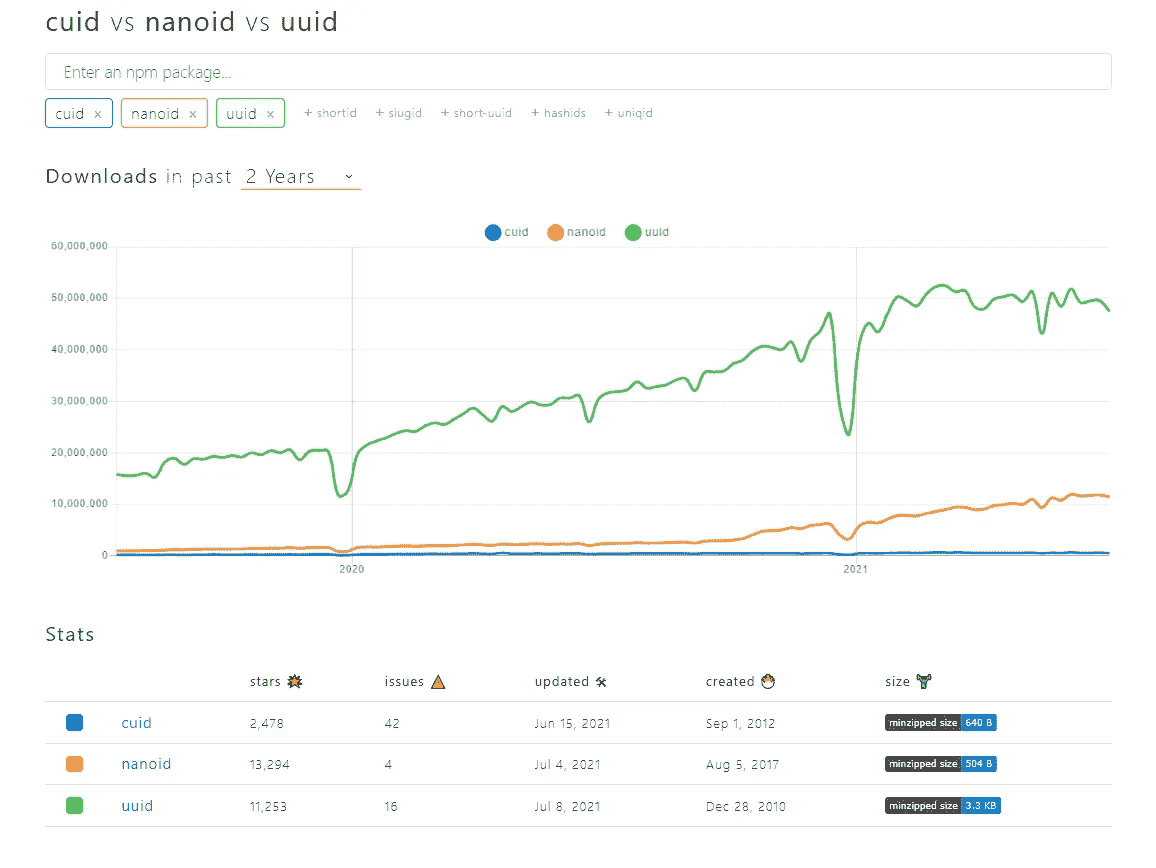 cuid vs nanoid vs uuid
Enter an npm package...
cuid × nanoid × uuid × + shortid + slugid + short-uuid + hashids + uniqid
Downloads in past 2 Years
cuid nanoid uuid
60,000,000
50,000,000
40,000,000
30,000,000
20,000,000
10,000,000
0
2020 2021
Stats
stars issues updated created size
cuid 2,478 42 Jun 15, 2021 Sep 1, 2012 minzipped size 640 B
nanoid 13,294 4 Jul 4, 2021 Aug 5, 2017 minzipped size 504 B
uuid 11,253 16 Jul 8, 2021 Dec 28, 2010 minzipped size 3.3 KB